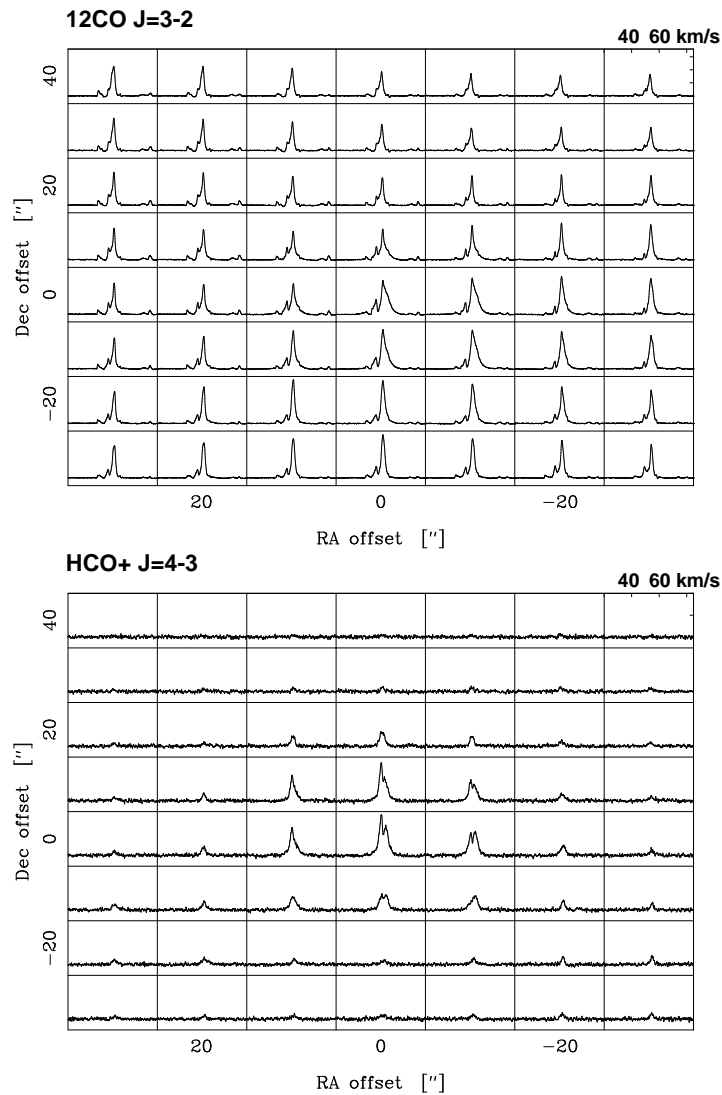 12CO J=3-2
40 60 km/s
40
20
0
−20
Dec offset ["]
20 0 −20
RA offset ["]
HCO+ J=4-3
40 60 km/s
40
20
0
−20
Dec offset ["]
20 0 −20
RA offset ["]